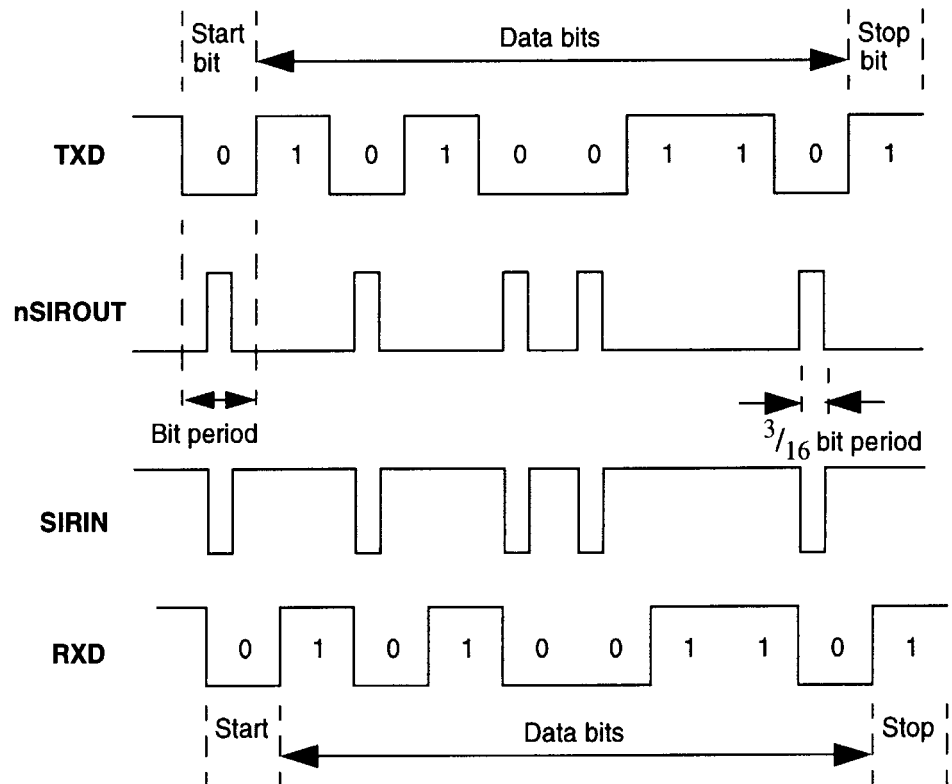 Start bit
Data bits
Stop bit
TXD
0 1 0 1 0 0 1 1 0 1
nSIROUT
Bit period
3/16 bit period
SIRIN
RXD
0 1 0 1 0 0 1 1 0 1
Start
Data bits
Stop